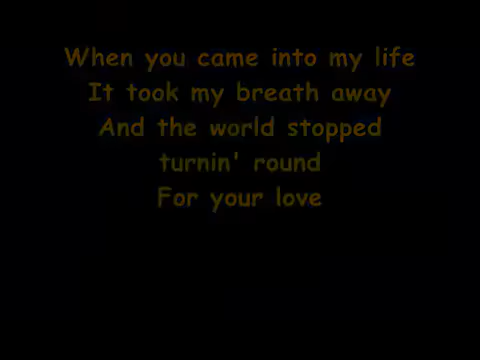 When you came into my life
It took my breath away
And the world stopped
turnin' round
For your love